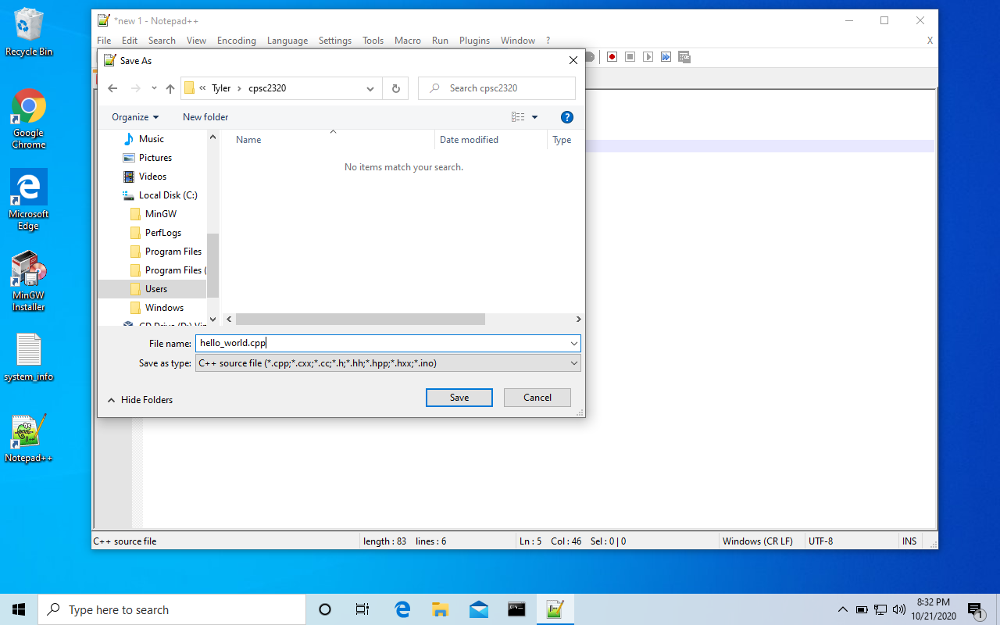 Recycle Bin
Google Chrome
Microsoft Edge
MinGW Installer
system_info
Notepad++
*new 1 - Notepad++
File Edit Search View Encoding Language Settings Tools Macro Run Plugins Window ? X
Save As
« Tyler › cpsc2320
Search cpsc2320
Organize New folder
Name Date modified Type
No items match your search.
Music
Pictures
Videos
Local Disk (C:)
MinGW
PerfLogs
Program Files
Program Files (
Users
Windows
CD Drive (D:) Vir
File name: hello_world.cpp
Save as type: C++ source file (*.cpp;*.cxx;*.cc;*.h;*.hh;*.hpp;*.hxx;*.ino)
Hide Folders Save Cancel
C++ source file length : 83 lines : 6 Ln : 5 Col : 46 Sel : 0 | 0 Windows (CR LF) UTF-8 INS
Type here to search
8:32 PM
10/21/2020
1